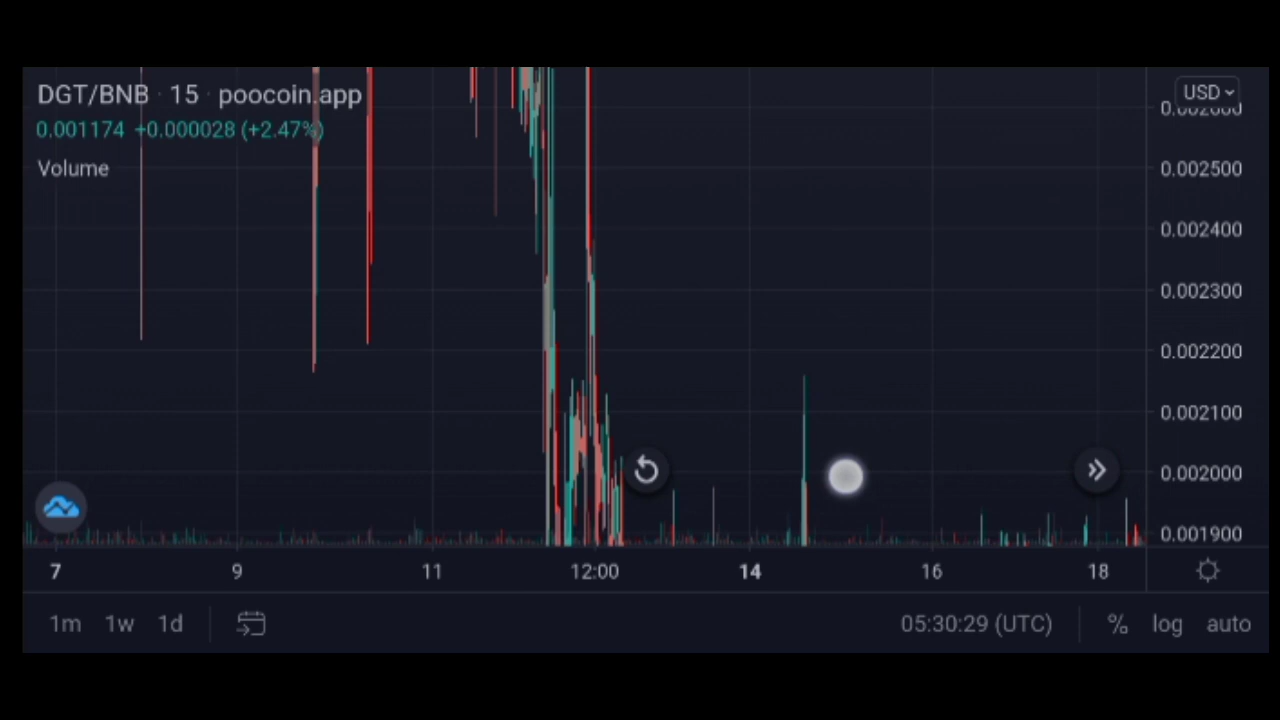 DGT/BNB · 15 · poocoin.app
USD
0.001174 +0.000028 (+2.47%)
Volume
0.002600
0.002500
0.002400
0.002300
0.002200
0.002100
0.002000
0.001900
7 9 11 12:00 14 16 18
1m 1w 1d 05:30:29 (UTC) % log auto